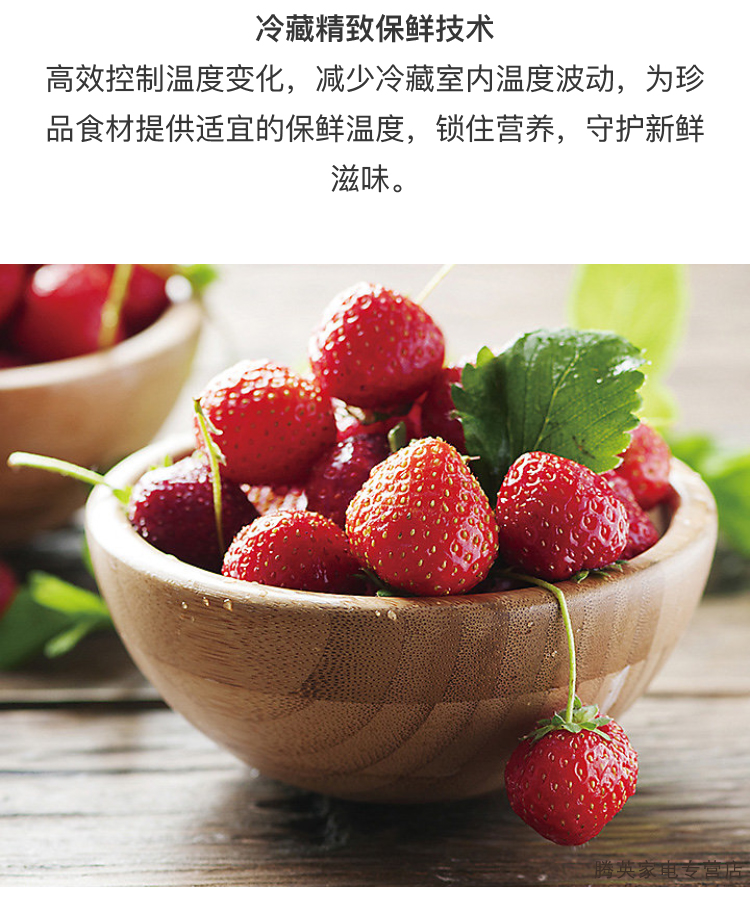 冷藏精致保鲜技术
高效控制温度变化，减少冷藏室内温度波动，为珍
品食材提供适宜的保鲜温度，锁住营养，守护新鲜
滋味。
腾英家电专营店